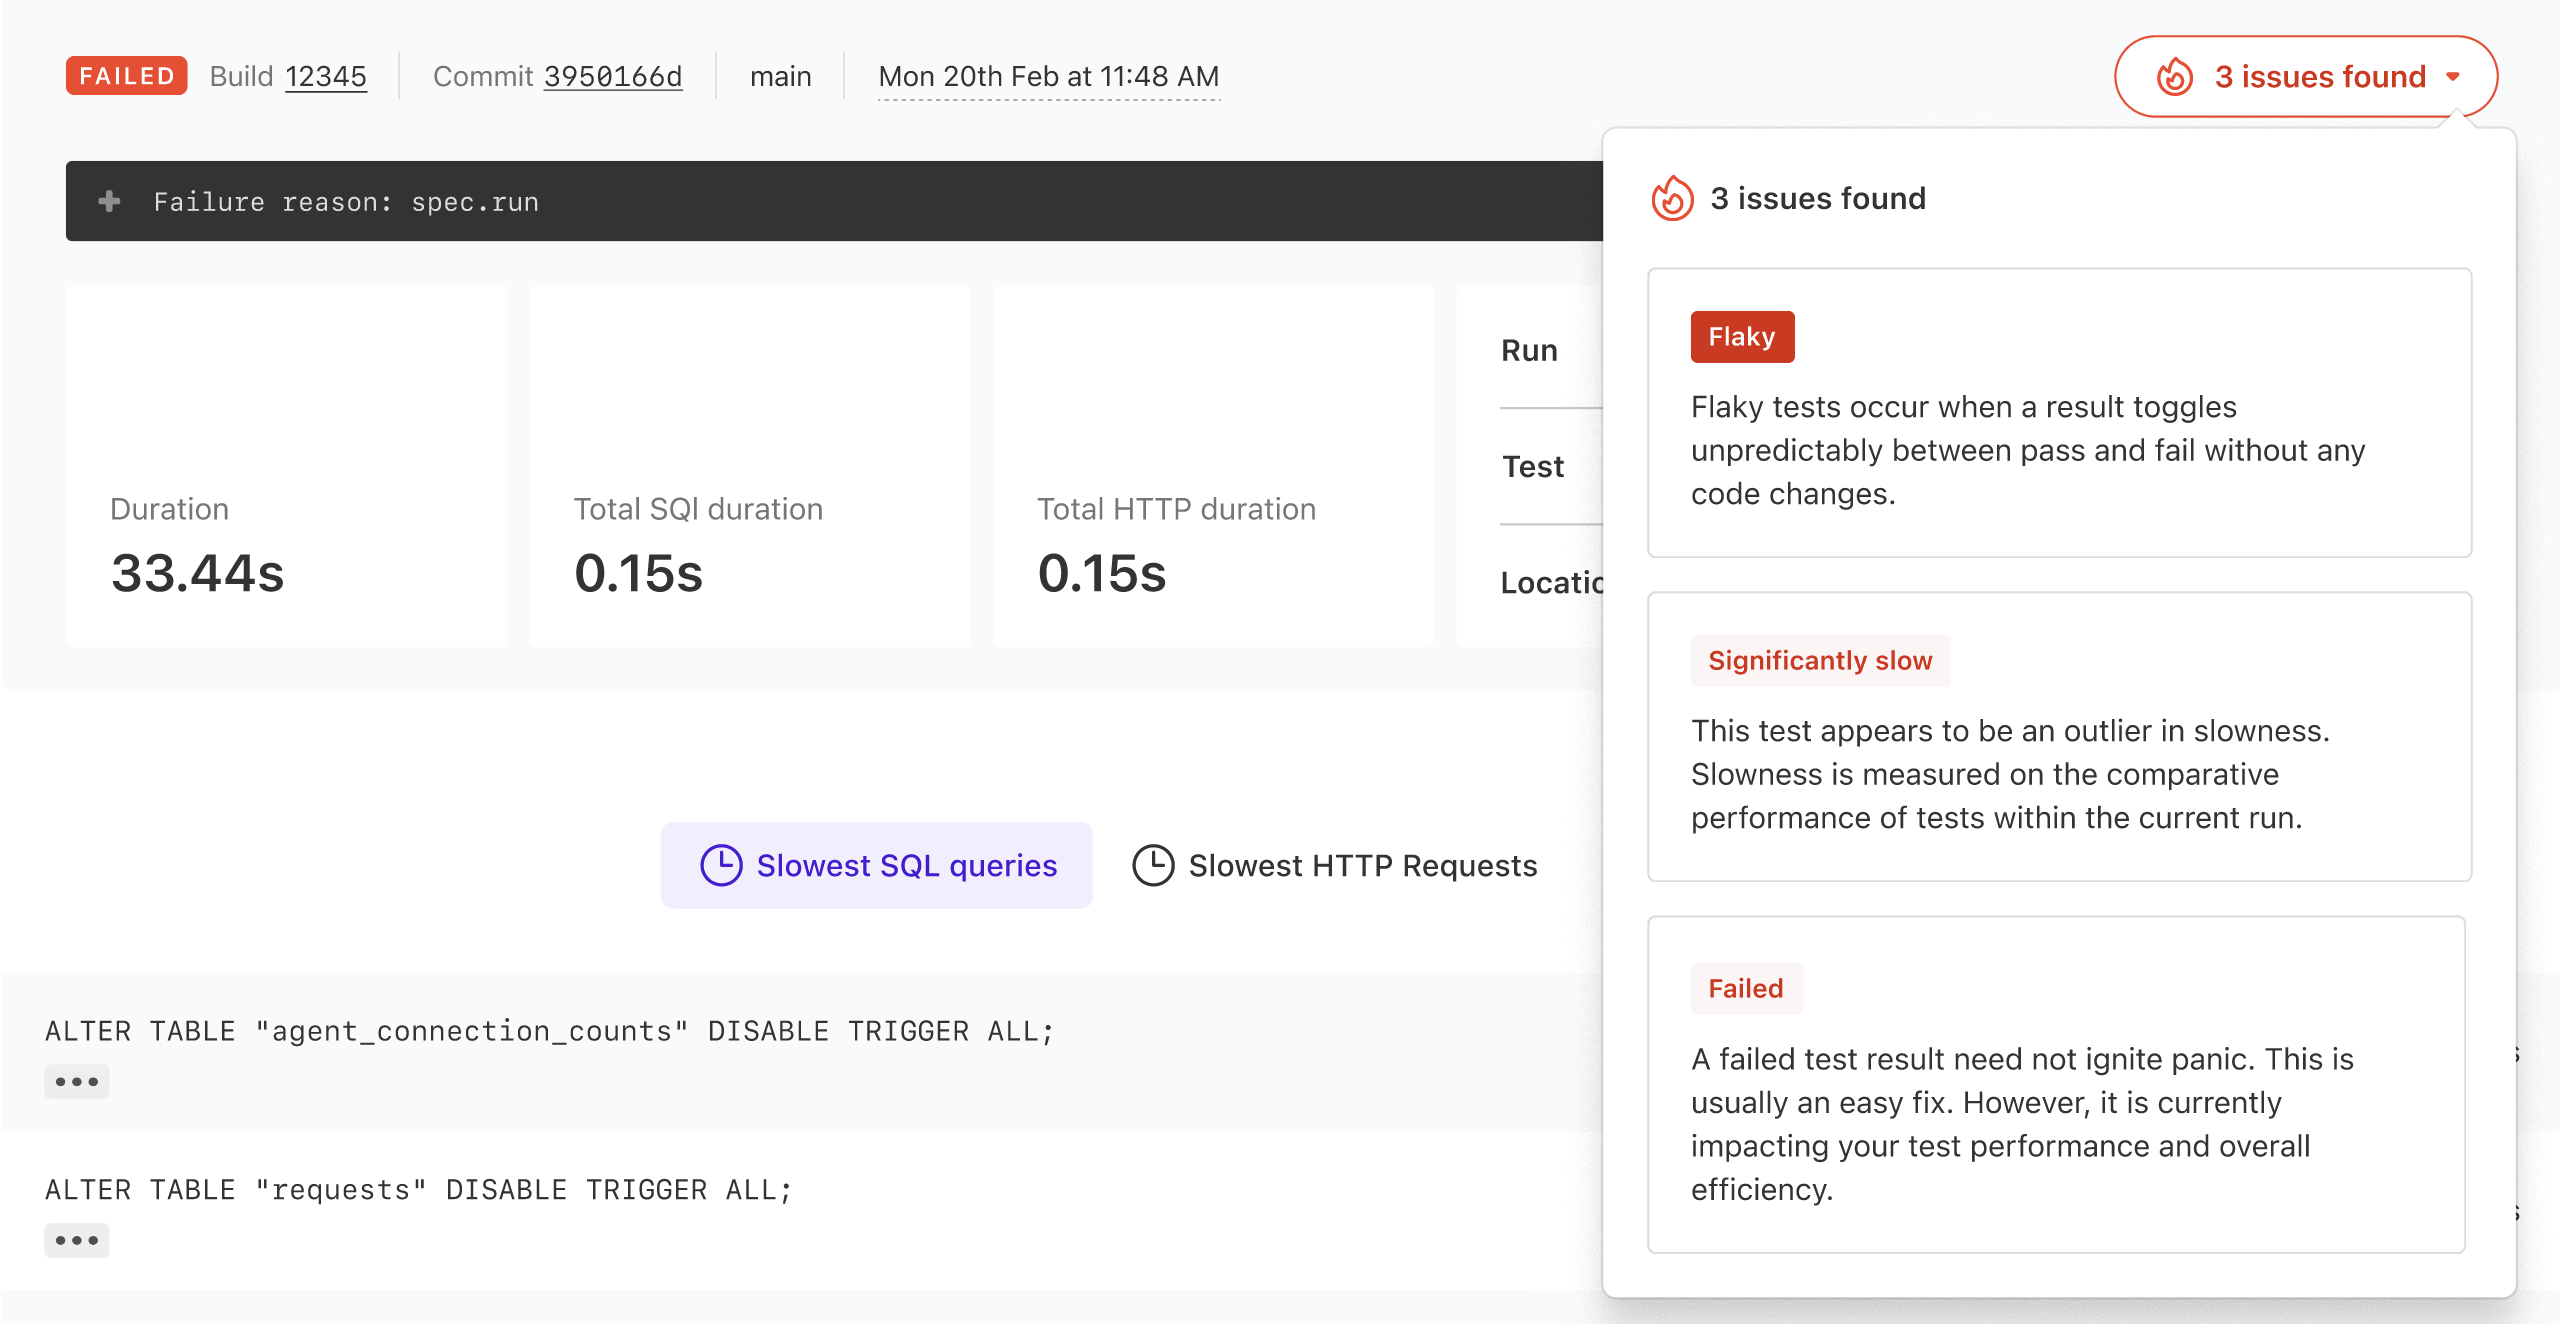 FAILED Build 12345 Commit 3950166d main Mon 20th Feb at 11:48 AM
3 issues found
Failure reason: spec.run
Duration
33.44s
Total SQl duration
0.15s
Total HTTP duration
0.15s
Run
Test
Locatio
Slowest SQL queries
Slowest HTTP Requests
ALTER TABLE "agent_connection_counts" DISABLE TRIGGER ALL;
ALTER TABLE "requests" DISABLE TRIGGER ALL;
3 issues found
Flaky
Flaky tests occur when a result toggles
unpredictably between pass and fail without any
code changes.
Significantly slow
This test appears to be an outlier in slowness.
Slowness is measured on the comparative
performance of tests within the current run.
Failed
A failed test result need not ignite panic. This is
usually an easy fix. However, it is currently
impacting your test performance and overall
efficiency.